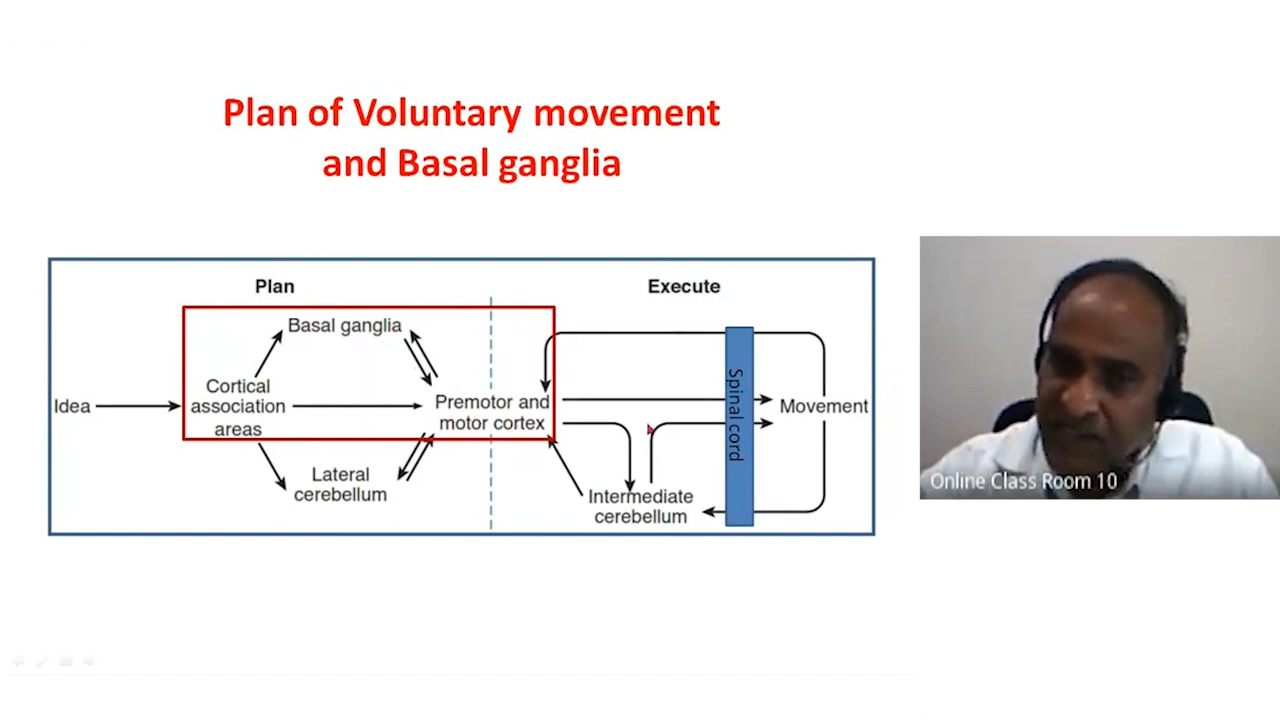 Plan of Voluntary movement
and Basal ganglia
Plan
Execute
Basal ganglia
Cortical
association
areas
Idea
Premotor and
motor cortex
Spinal cord
Movement
Lateral
cerebellum
Intermediate
cerebellum
Online Class Room 10